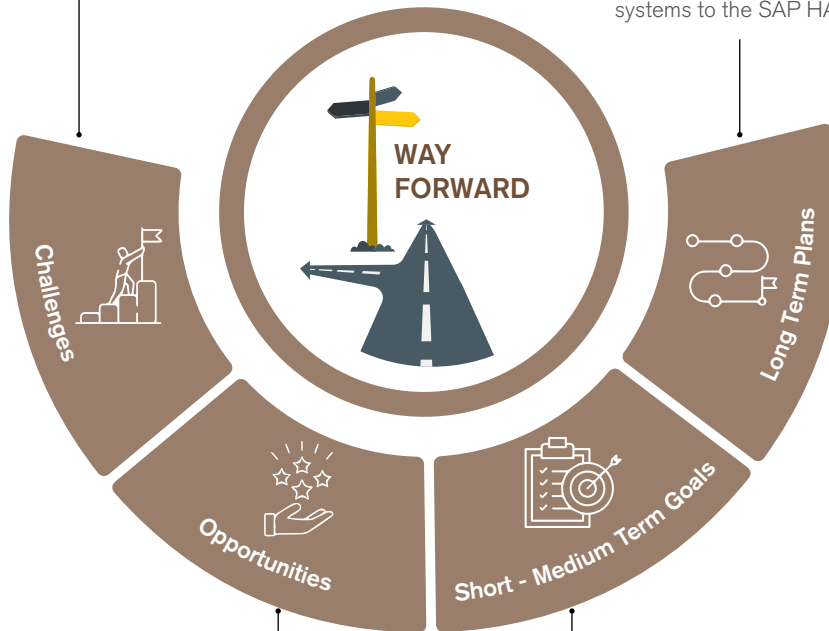 systems to the SAP HA
WAY
FORWARD
Challenges
Opportunities
Short - Medium Term Goals
Long Term Plans